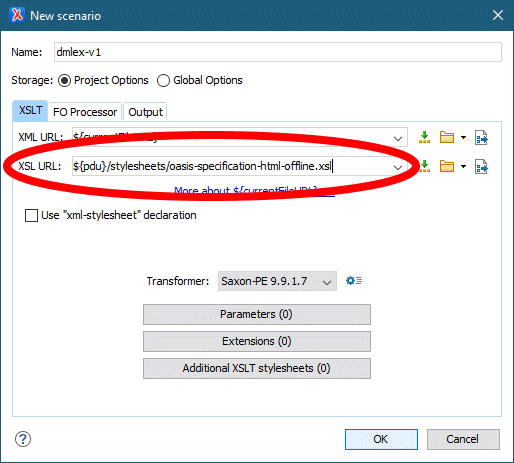 New scenario
Name: dmlex-v1
Storage: Project Options Global Options
XSLT FO Processor Output
XML URL:
XSL URL: ${pdu}/stylesheets/oasis-specification-html-offline.xsl
More about ${currentFileURL}
Use "xml-stylesheet" declaration
Transformer: Saxon-PE 9.9.1.7
Parameters (0)
Extensions (0)
Additional XSLT stylesheets (0)
? OK Cancel